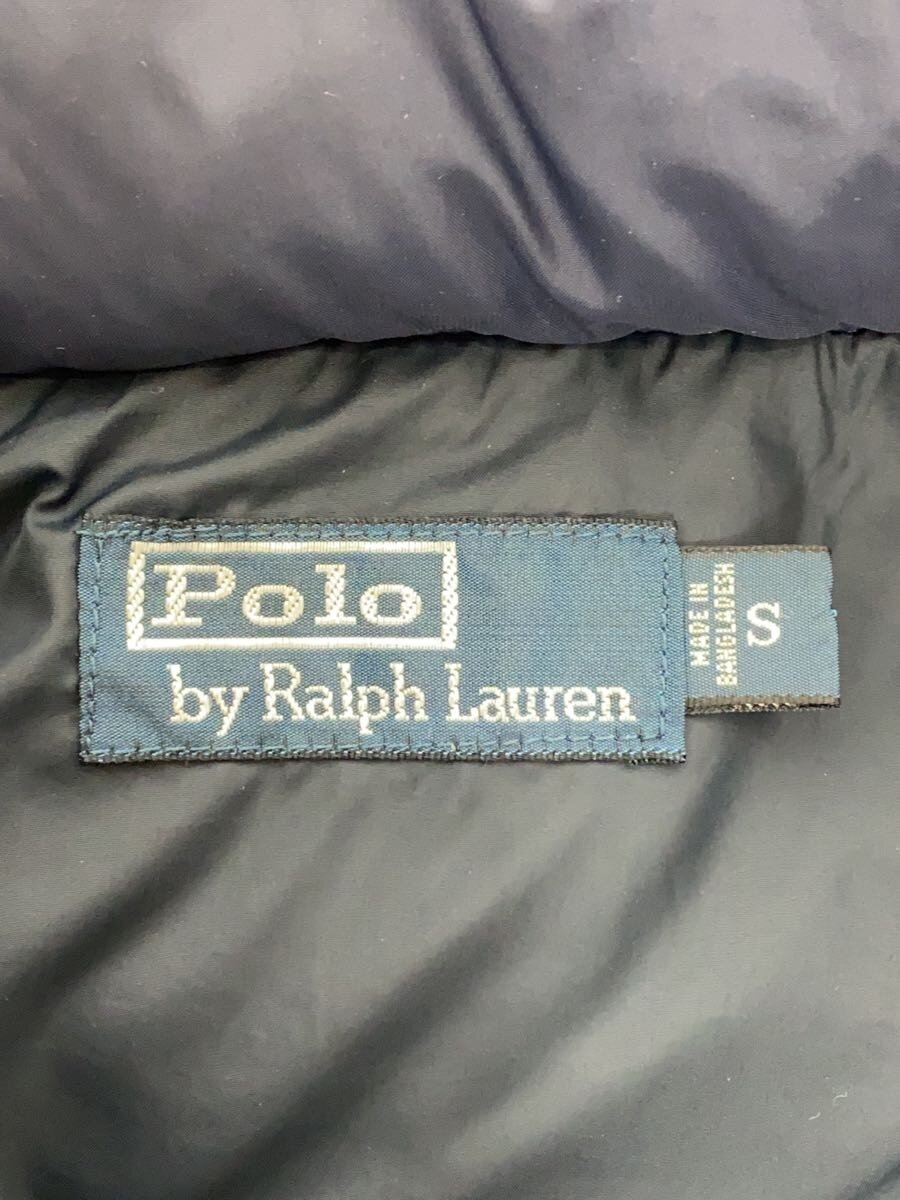 Polo
by Ralph Lauren
MADE IN
BANGLADESH
S